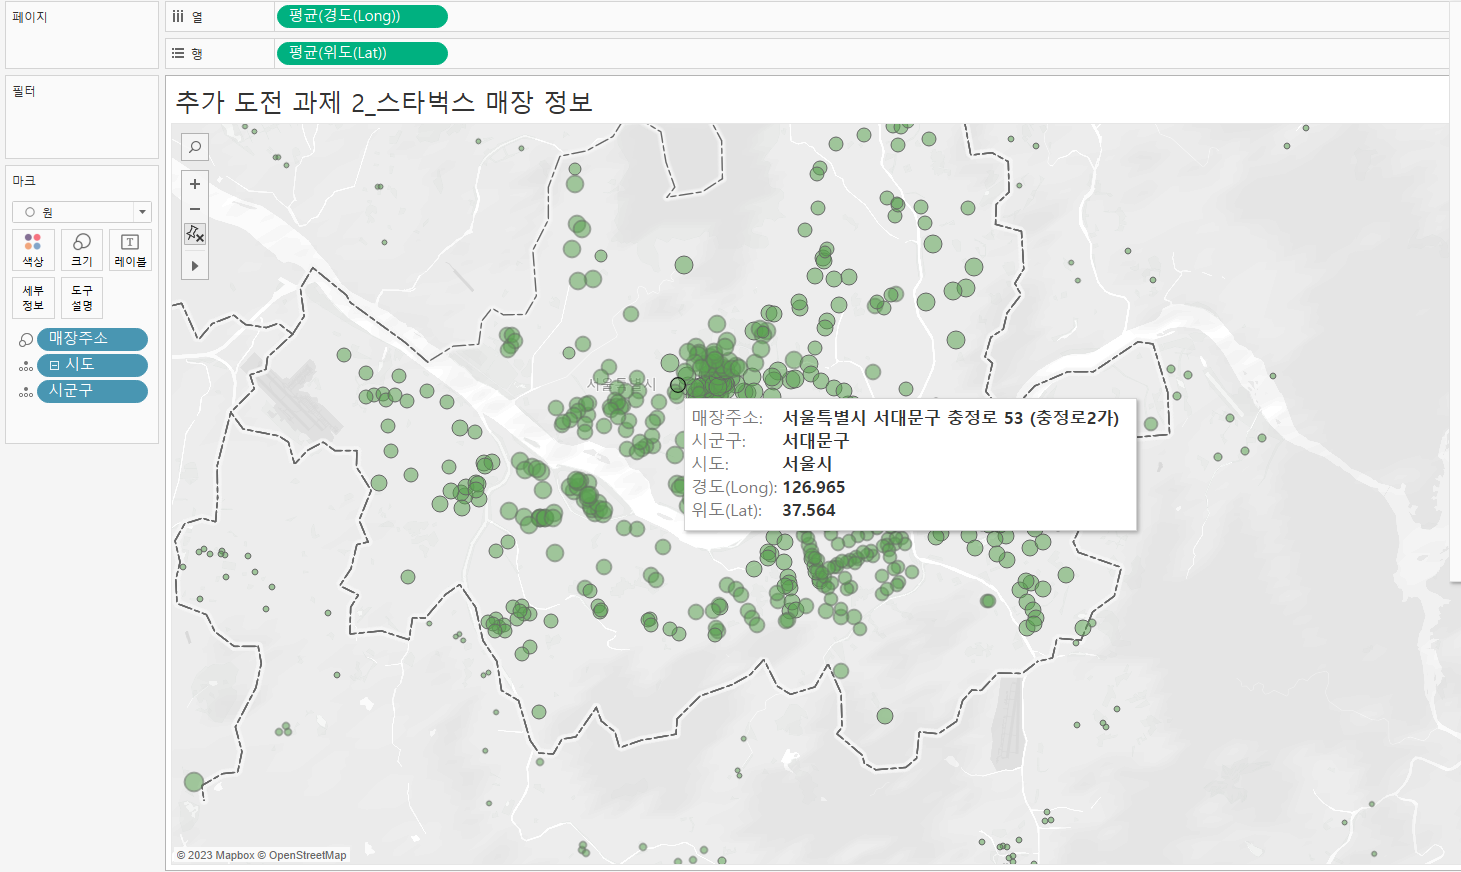 페이지
열
평균(경도(Long))
행
평균(위도(Lat))
필터
추가 도전 과제 2_스타벅스 매장 정보
마크
원
색상
크기
레이블
세부 정보
도구 설명
매장주소
시도
시군구
서울특별시
매장주소: 서울특별시 서대문구 충정로 53 (충정로2가)
시군구: 서대문구
시도: 서울시
경도(Long): 126.965
위도(Lat): 37.564
© 2023 Mapbox © OpenStreetMap